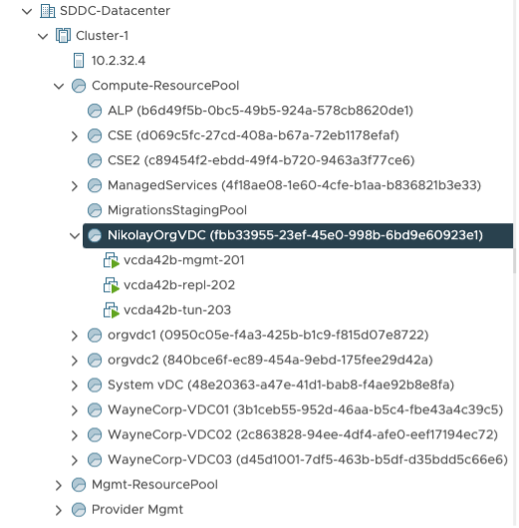 SDDC-Datacenter
Cluster-1
10.2.32.4
Compute-ResourcePool
ALP (b6d49f5b-0bc5-49b5-924a-578cb8620de1)
CSE (d069c5fc-27cd-408a-b67a-72eb1178efaf)
CSE2 (c89454f2-ebdd-49f4-b720-9463a3f77ce6)
ManagedServices (4f18ae08-1e60-4cfe-b1aa-b836821b3e33)
MigrationsStagingPool
NikolayOrgVDC (fbb33955-23ef-45e0-998b-6bd9e60923e1)
vcda42b-mgmt-201
vcda42b-repl-202
vcda42b-tun-203
orgvdc1 (0950c05e-f4a3-425b-b1c9-f815d07e8722)
orgvdc2 (840bce6f-ec89-454a-9ebd-175fee29d42a)
System vDC (48e20363-a47e-41d1-bab8-f4ae92b8e8fa)
WayneCorp-VDC01 (3b1ceb55-952d-46aa-b5c4-fbe43a4c39c5)
WayneCorp-VDC02 (2c863828-94ee-4df4-afe0-eef17194ec72)
WayneCorp-VDC03 (d45d1001-7df5-463b-b5df-d35bdd5c66e6)
Mgmt-ResourcePool
Provider Mgmt